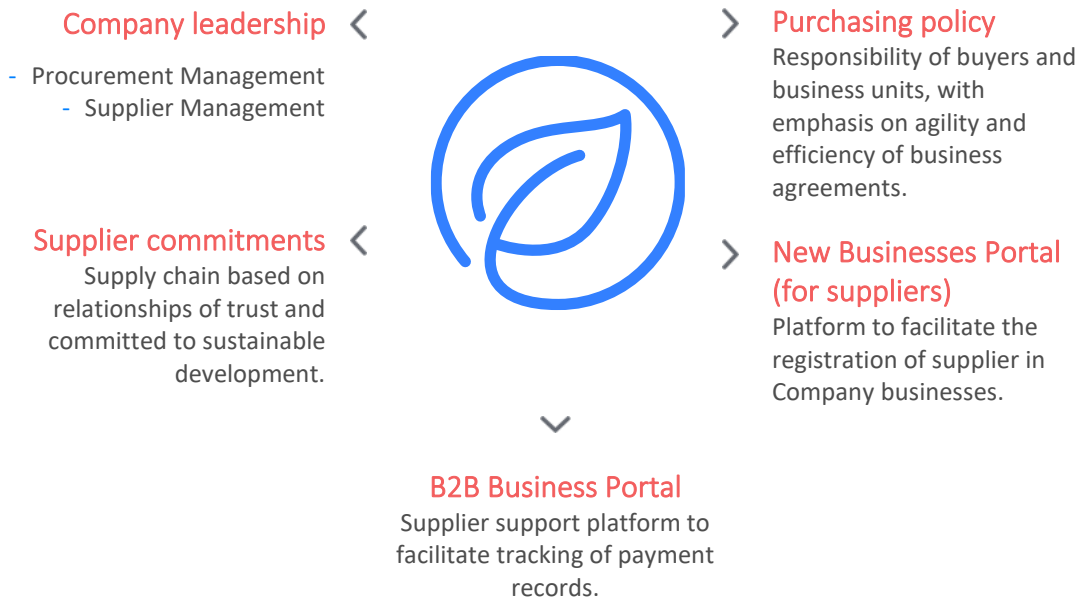 Company leadership
- Procurement Management
- Supplier Management
Supplier commitments
Supply chain based on
relationships of trust and
committed to sustainable
development.
Purchasing policy
Responsibility of buyers and
business units, with
emphasis on agility and
efficiency of business
agreements.
New Businesses Portal
(for suppliers)
Platform to facilitate the
registration of supplier in
Company businesses.
B2B Business Portal
Supplier support platform to
facilitate tracking of payment
records.